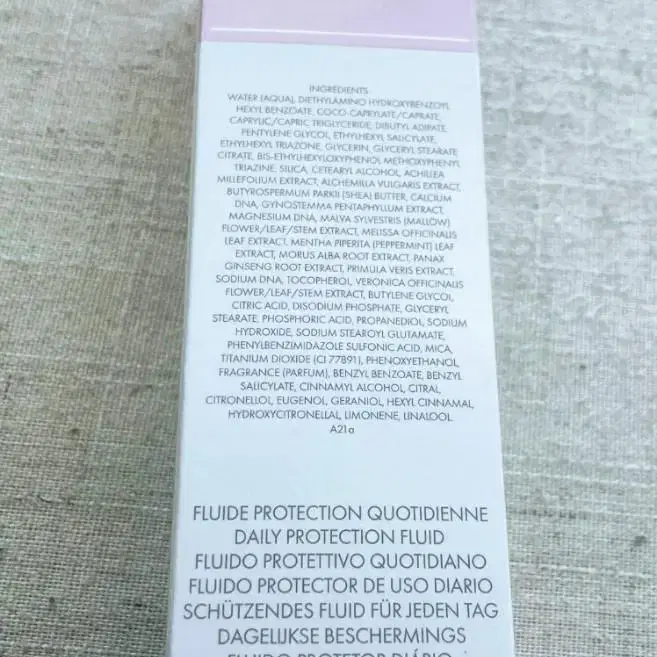 INGREDIENTS
WATER (AQUA), DIETHYLAMINO HYDROXYBENZOYL
HEXYL BENZOATE, COCO-CAPRYLATE/CAPRATE,
CAPRYLIC/CAPRIC TRIGLYCERIDE, DIBUTYL ADIPATE,
PENTYLENE GLYCOL, ETHYLHEXYL SALICYLATE,
ETHYLHEXYL TRIAZONE, GLYCERIN, GLYCERYL STEARATE
CITRATE, BIS-ETHYLHEXYLOXYPHENOL METHOXYPHENYL
TRIAZINE, SILICA, CETEARYL ALCOHOL, ACHILLEA
MILLEFOLIUM EXTRACT, ALCHEMILLA VULGARIS EXTRACT,
BUTYROSPERMUM PARKII (SHEA) BUTTER, CALCIUM
DNA, GYNOSTEMMA PENTAPHYLLUM EXTRACT,
MAGNESIUM DNA, MALVA SYLVESTRIS (MALLOW)
FLOWER/LEAF/STEM EXTRACT, MELISSA OFFICINALIS
LEAF EXTRACT, MENTHA PIPERITA (PEPPERMINT) LEAF
EXTRACT, MORUS ALBA ROOT EXTRACT, PANAX
GINSENG ROOT EXTRACT, PRIMULA VERIS EXTRACT,
SODIUM DNA, TOCOPHEROL, VERONICA OFFICINALIS
FLOWER/LEAF/STEM EXTRACT, BUTYLENE GLYCOL,
CITRIC ACID, DISODIUM PHOSPHATE, GLYCERYL
STEARATE, PHOSPHORIC ACID, PROPANEDIOL, SODIUM
HYDROXIDE, SODIUM STEAROYL GLUTAMATE,
PHENYLBENZIMIDAZOLE SULFONIC ACID, MICA,
TITANIUM DIOXIDE (CI 77891), PHENOXYETHANOL,
FRAGRANCE (PARFUM), BENZYL BENZOATE, BENZYL
SALICYLATE, CINNAMYL ALCOHOL, CITRAL,
CITRONELLOL, EUGENOL, GERANIOL, HEXYL CINNAMAL,
HYDROXYCITRONELLAL, LIMONENE, LINALOOL
A21a
FLUIDE PROTECTION QUOTIDIENNE
DAILY PROTECTION FLUID
FLUIDO PROTETTIVO QUOTIDIANO
FLUIDO PROTECTOR DE USO DIARIO
SCHÜTZENDES FLUID FÜR JEDEN TAG
DAGELIJKSE BESCHERMINGS
FLUIDO PROTETOR DIÁRIO